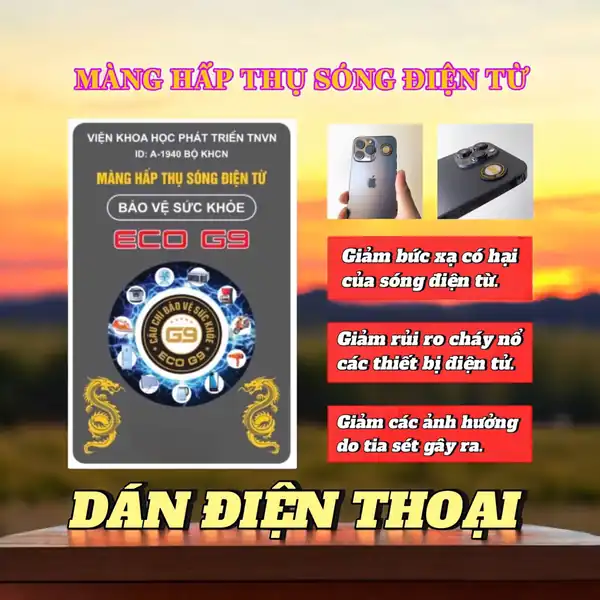 MÀNG HẤP THỤ SÓNG ĐIỆN TỪ
VIỆN KHOA HỌC PHÁT TRIỂN TNVN
ID: A-1940 BỘ KHCN
MÀNG HẤP THỤ SÓNG ĐIỆN TỪ
BẢO VỆ SỨC KHỎE
ECO G9
CẦU CHÌ BẢO VỆ SỨC KHỎE
G9
ECO G9
Giảm bức xạ có hại
của sóng điện từ.
Giảm rủi ro cháy nổ
các thiết bị điện tử.
Giảm các ảnh hưởng
do tia sét gây ra.
DÁN ĐIỆN THOẠI